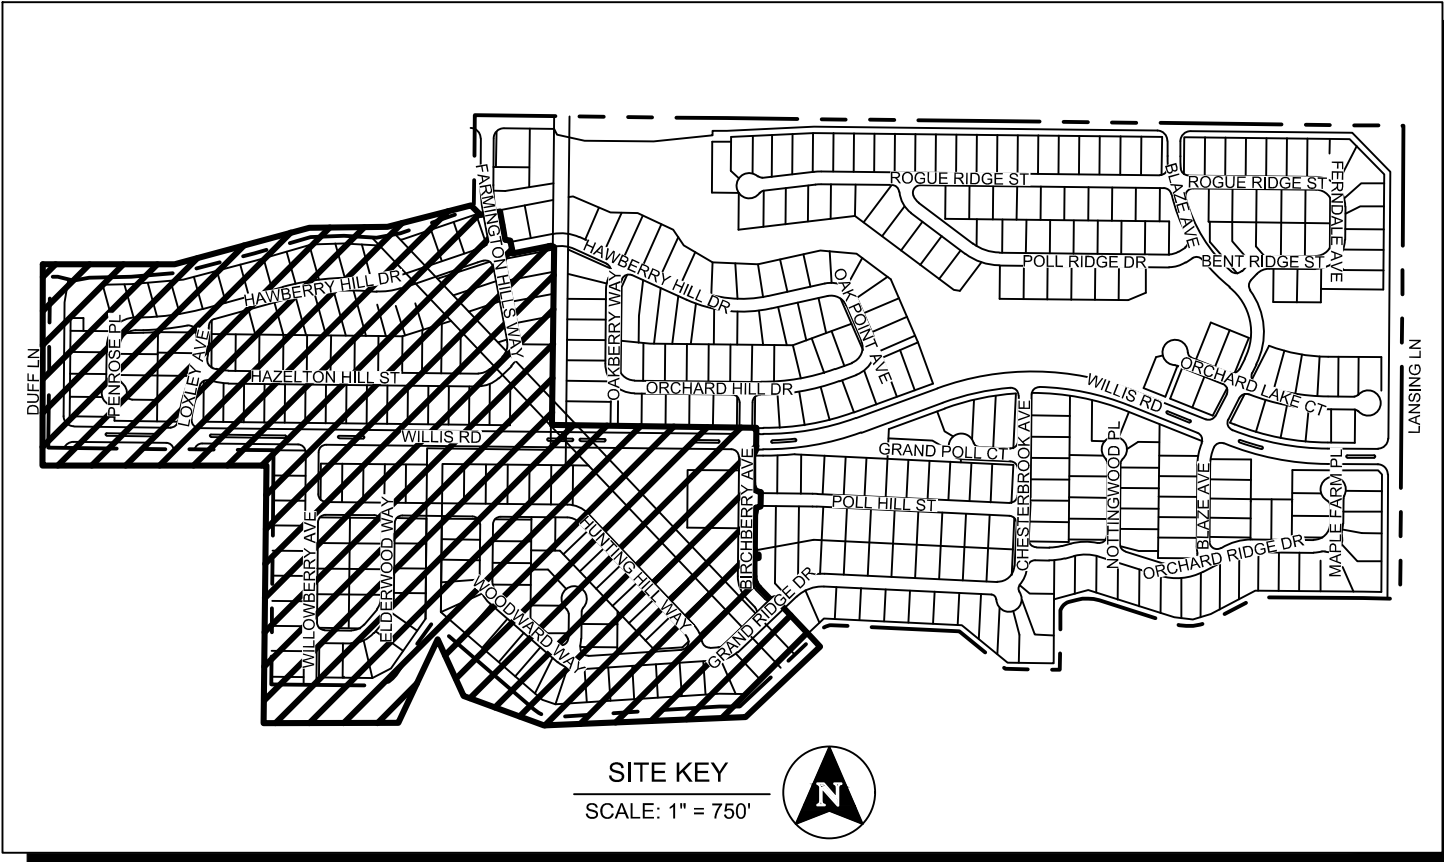 FARMINGTON HILLS WAY
ROGUE RIDGE ST
BLAZE AVE
ROGUE RIDGE ST
FERNDALE AVE
HAWBERRY HILL DR
HAWBERRY HILL DR
POLL RIDGE DR
BENT RIDGE ST
OAK POINT AVE
OAKBERRY WAY
DUFF LN
PENROSE PL
LOXLEY AVE
HAZELTON HILL ST
ORCHARD HILL DR
WILLIS RD
ORCHARD LAKE CT
LANSING LN
WILLIS RD
GRAND POLL CT
CHESTERBROOK AVE
NOTTINGWOOD PL
BLAZE AVE
MAPLE FARM PL
BIRCHBERRY AVE
POLL HILL ST
WILLOWBERRY AVE
ELDERWOOD WAY
HUNTING HILL WAY
WOODWARD WAY
GRAND RIDGE DR
ORCHARD RIDGE DR
SITE KEY
SCALE: 1" = 750'
N